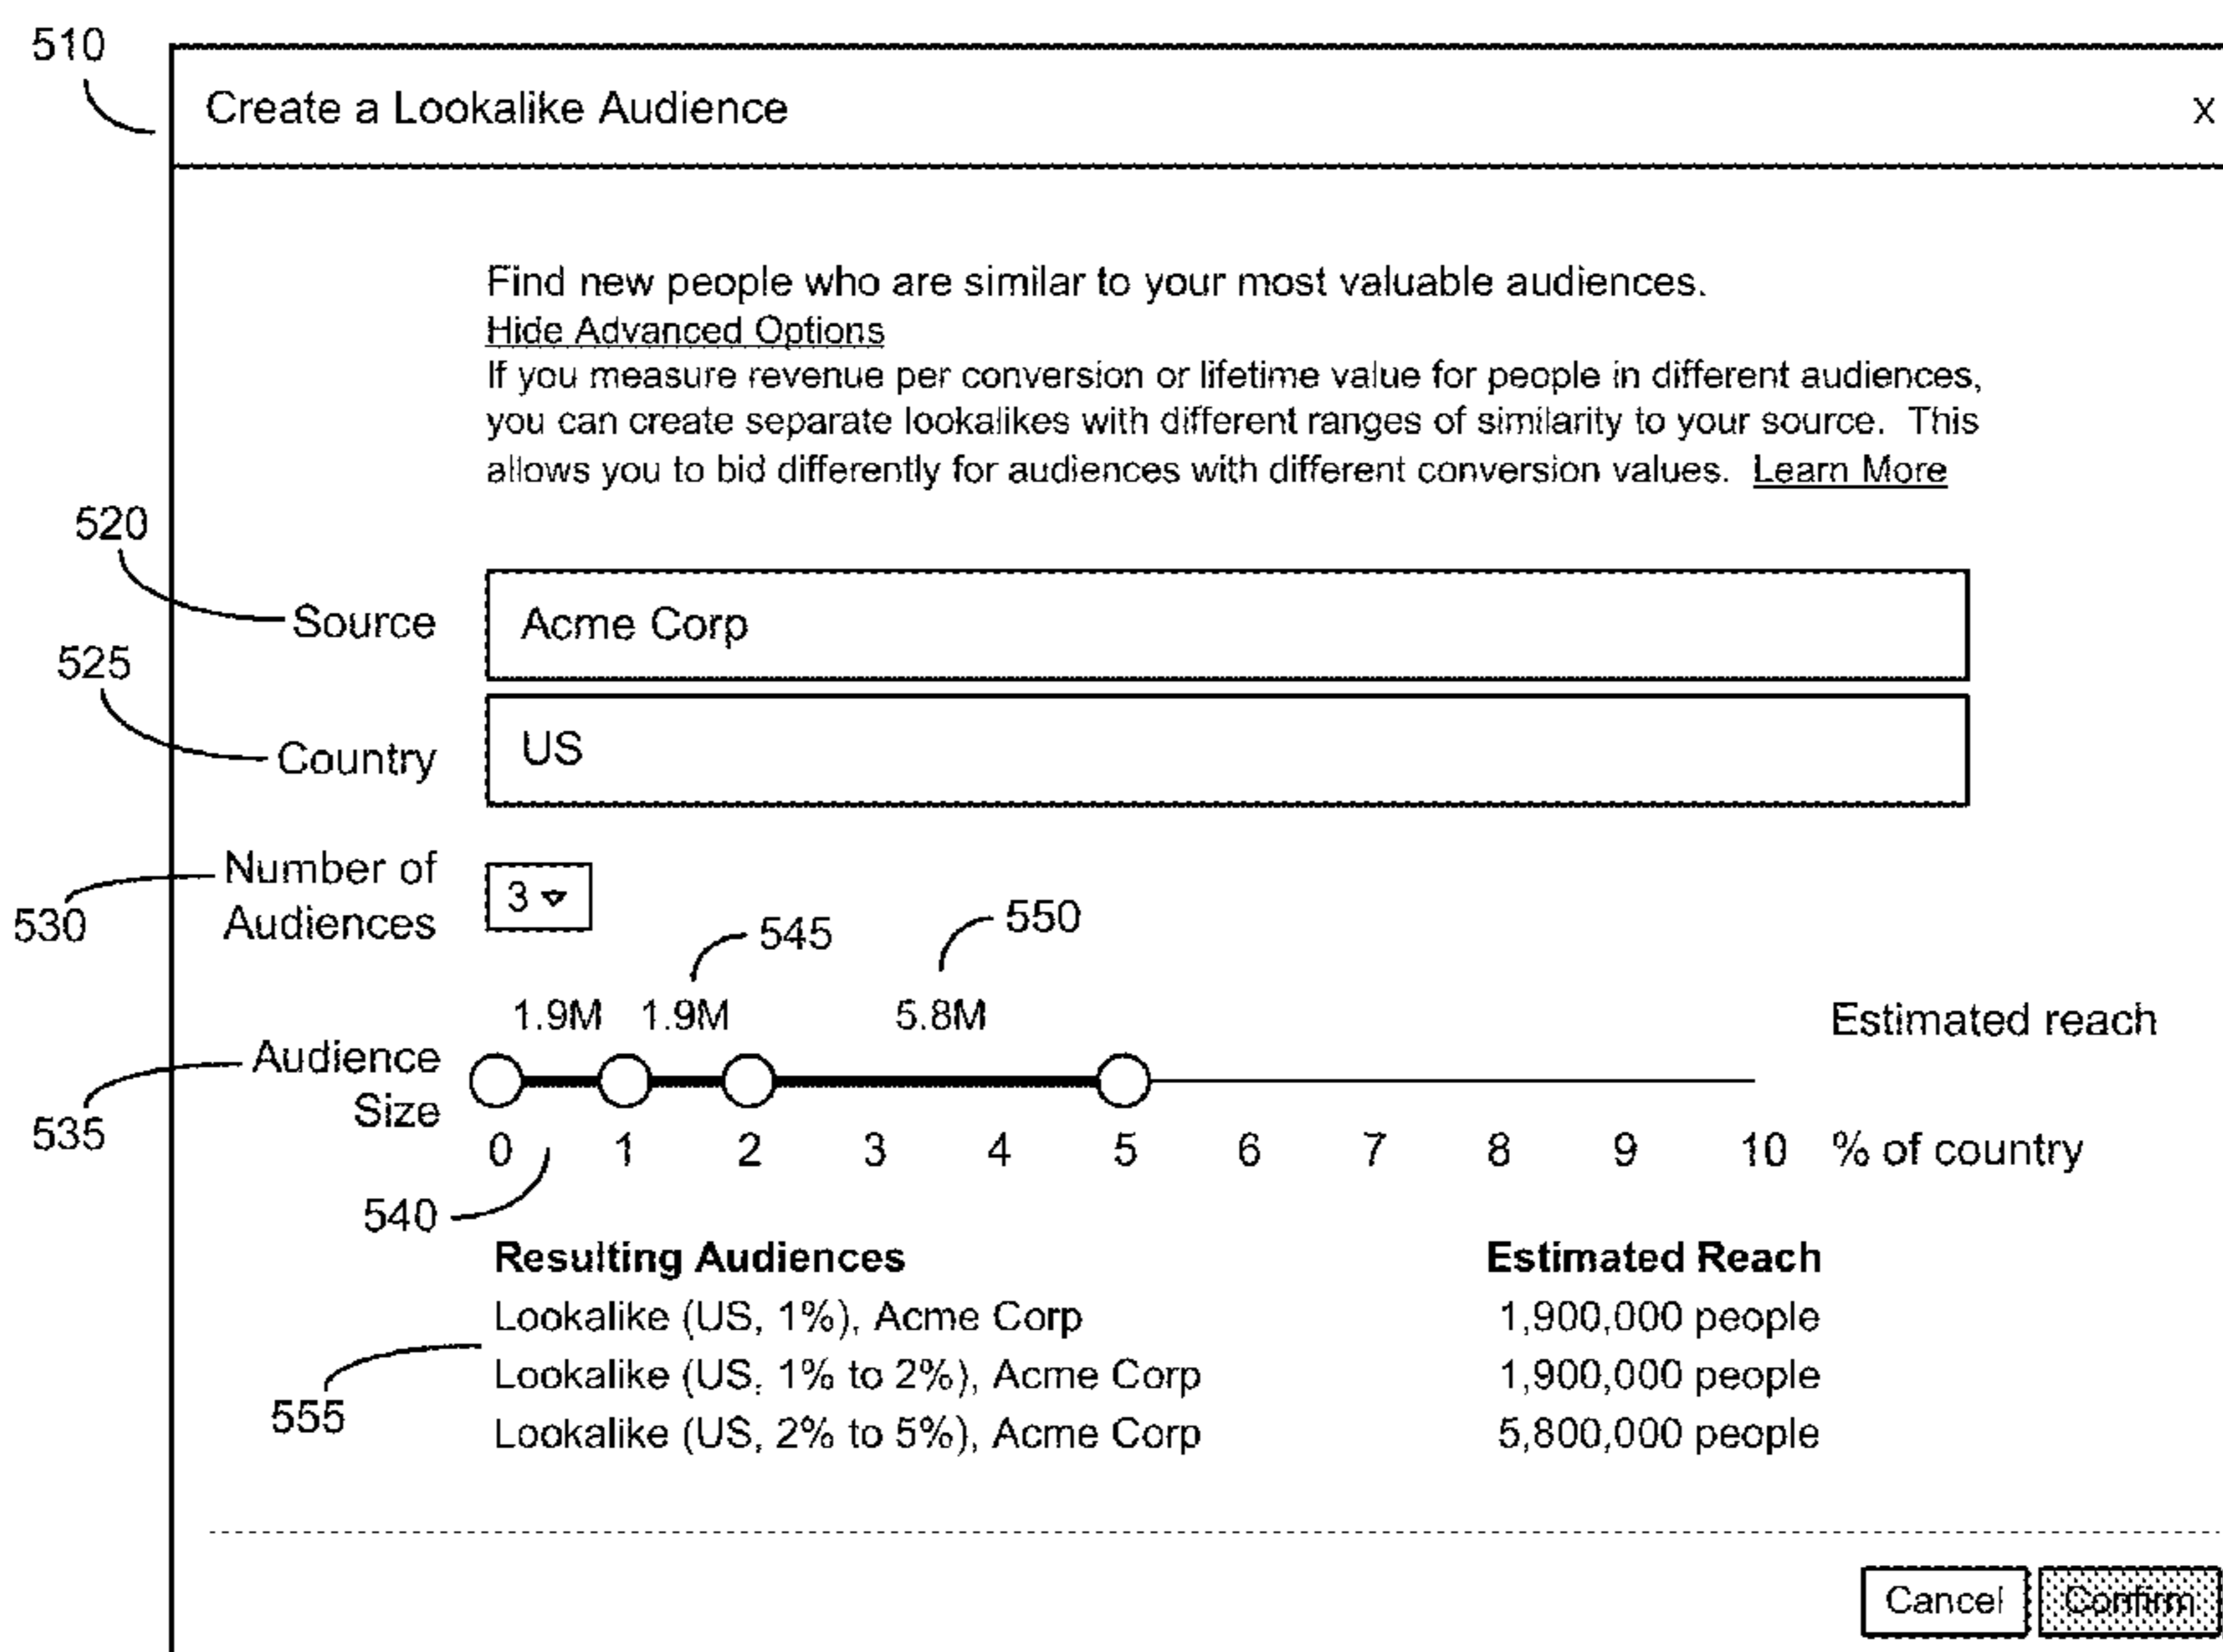 510
Create a Lookalike Audience X
Find new people who are similar to your most valuable audiences.
Hide Advanced Options
If you measure revenue per conversion or lifetime value for people in different audiences,
you can create separate lookalikes with different ranges of similarity to your source. This
allows you to bid differently for audiences with different conversion values. Learn More
520
Source Acme Corp
525
Country US
530
Number of
Audiences
3
545
550
1.9M 1.9M 5.8M Estimated reach
535
Audience
Size
0 1 2 3 4 5 6 7 8 9 10 % of country
540
Resulting Audiences Estimated Reach
Lookalike (US, 1%), Acme Corp 1,900,000 people
555
Lookalike (US, 1% to 2%), Acme Corp 1,900,000 people
Lookalike (US, 2% to 5%), Acme Corp 5,800,000 people
Cancel Confirm